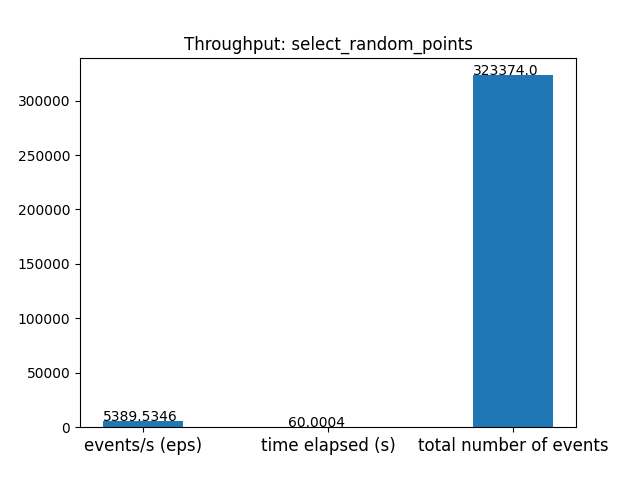 Throughput: select_random_points
300000
250000
200000
150000
100000
50000
0
5389.5346
60.0004
323374.0
events/s (eps)
time elapsed (s)
total number of events